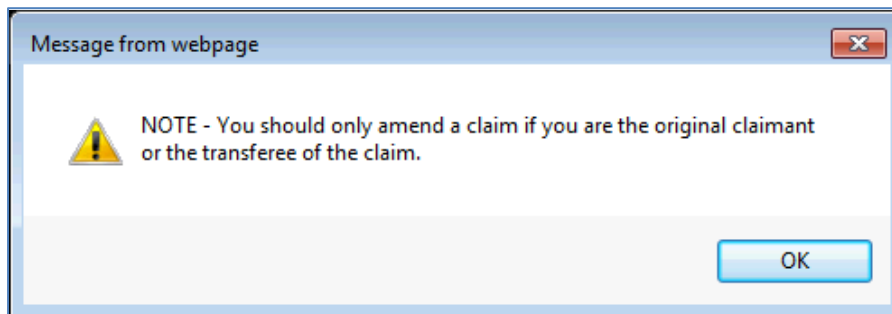 Message from webpage
NOTE - You should only amend a claim if you are the original claimant
or the transferee of the claim.
OK